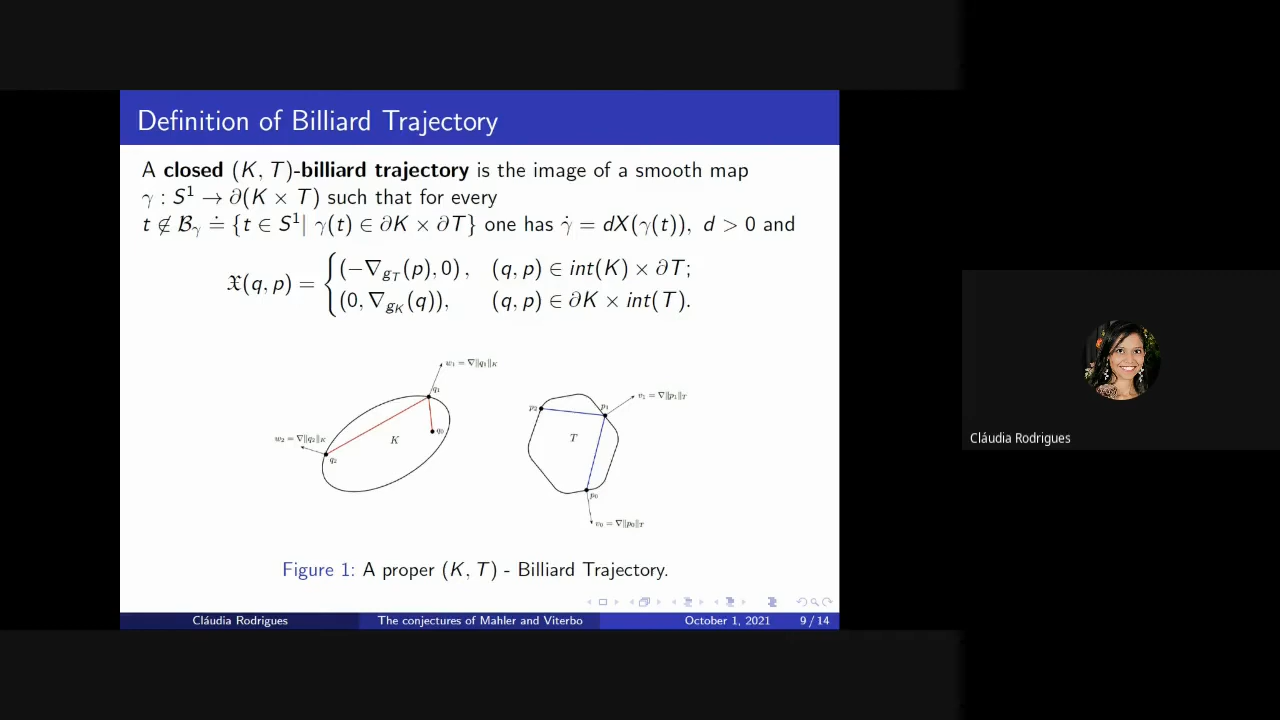 Definition of Billiard Trajectory
A closed (K, T)-billiard trajectory is the image of a smooth map
γ : S¹ → ∂(K × T) such that for every
t ∉ ℬ_γ ≐ {t ∈ S¹| γ(t) ∈ ∂K × ∂T} one has γ̇ = dX(γ(t)), d > 0 and
𝔛(q, p) = { (−∇_{g_T}(p), 0), (q, p) ∈ int(K) × ∂T;
(0, ∇_{g_K}(q)), (q, p) ∈ ∂K × int(T).
w₁ = ∇‖q₁‖_K
q₁
w₂ = ∇‖q₂‖_K
K
q₀
q₂
p₂
p₁
v₁ = ∇‖p₁‖_T
T
p₀
v₀ = ∇‖p₀‖_T
Figure 1: A proper (K, T) - Billiard Trajectory.
Cláudia Rodrigues
The conjectures of Mahler and Viterbo
October 1, 2021
9 / 14
Cláudia Rodrigues